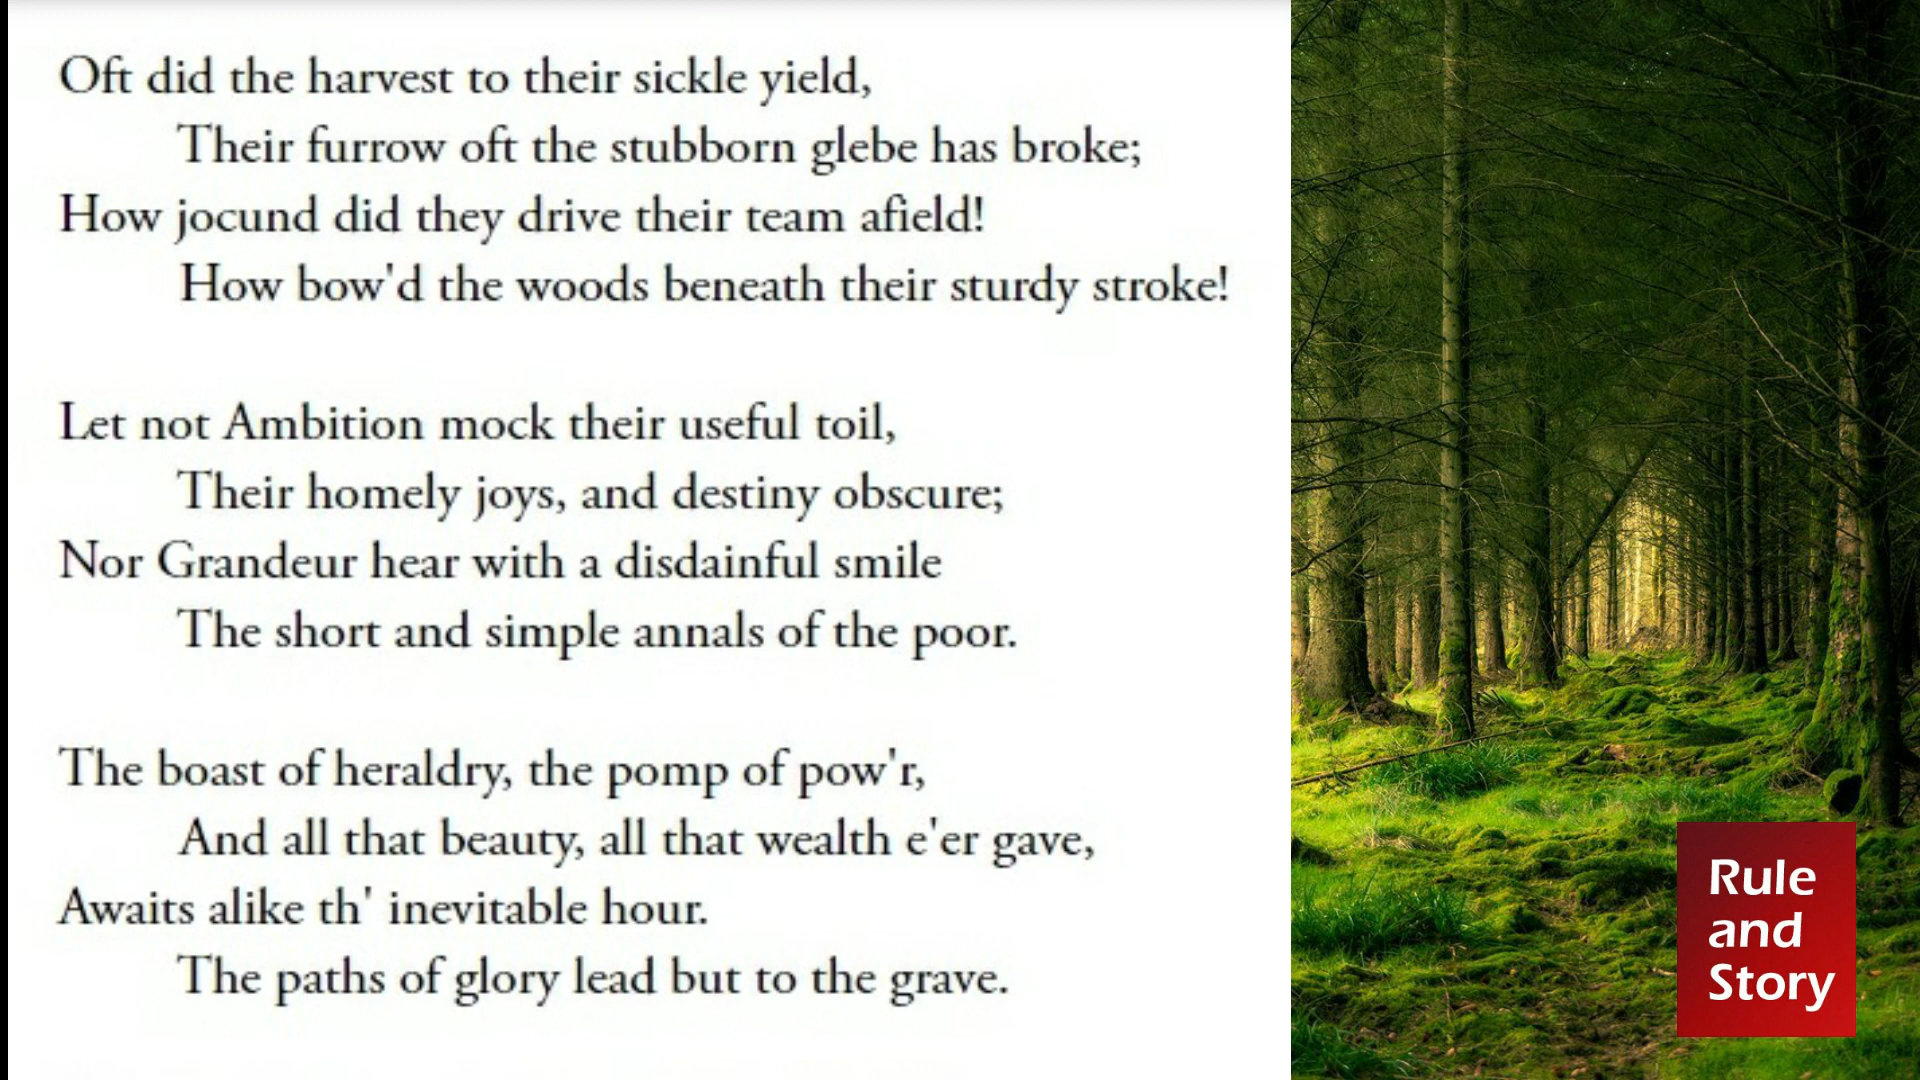 Oft did the harvest to their sickle yield,
Their furrow oft the stubborn glebe has broke;
How jocund did they drive their team afield!
How bow'd the woods beneath their sturdy stroke!
Let not Ambition mock their useful toil,
Their homely joys, and destiny obscure;
Nor Grandeur hear with a disdainful smile
The short and simple annals of the poor.
The boast of heraldry, the pomp of pow'r,
And all that beauty, all that wealth e'er gave,
Awaits alike th' inevitable hour.
The paths of glory lead but to the grave.
Rule
and
Story